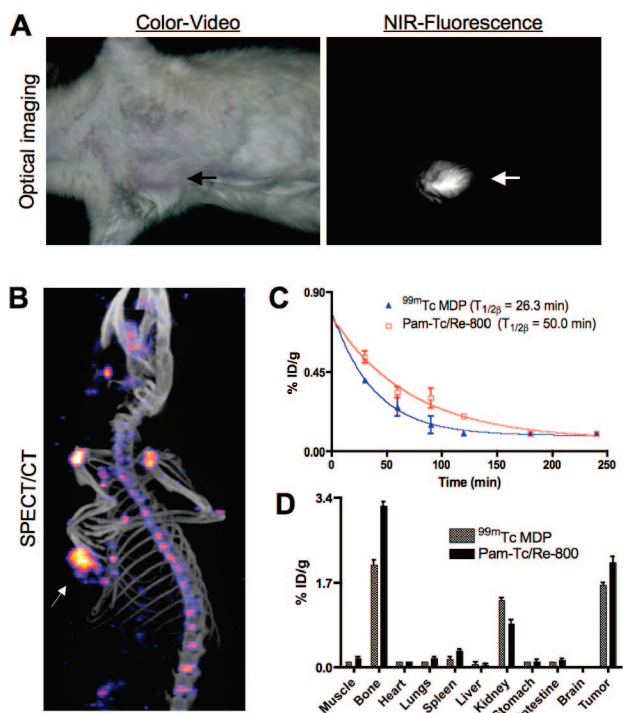 A
Color-Video
NIR-Fluorescence
Optical imaging
B
SPECT/CT
C
0.90
0.45
0.00
% ID/g
99mTc MDP (T1/2β = 26.3 min)
Pam-Tc/Re-800 (T1/2β = 50.0 min)
0 50 100 150 200 250
Time (min)
D
3.4
1.7
0.0
% ID/g
99mTc MDP
Pam-Tc/Re-800
Muscle
Bone
Heart
Lungs
Spleen
Liver
Kidney
Stomach
Intestine
Brain
Tumor